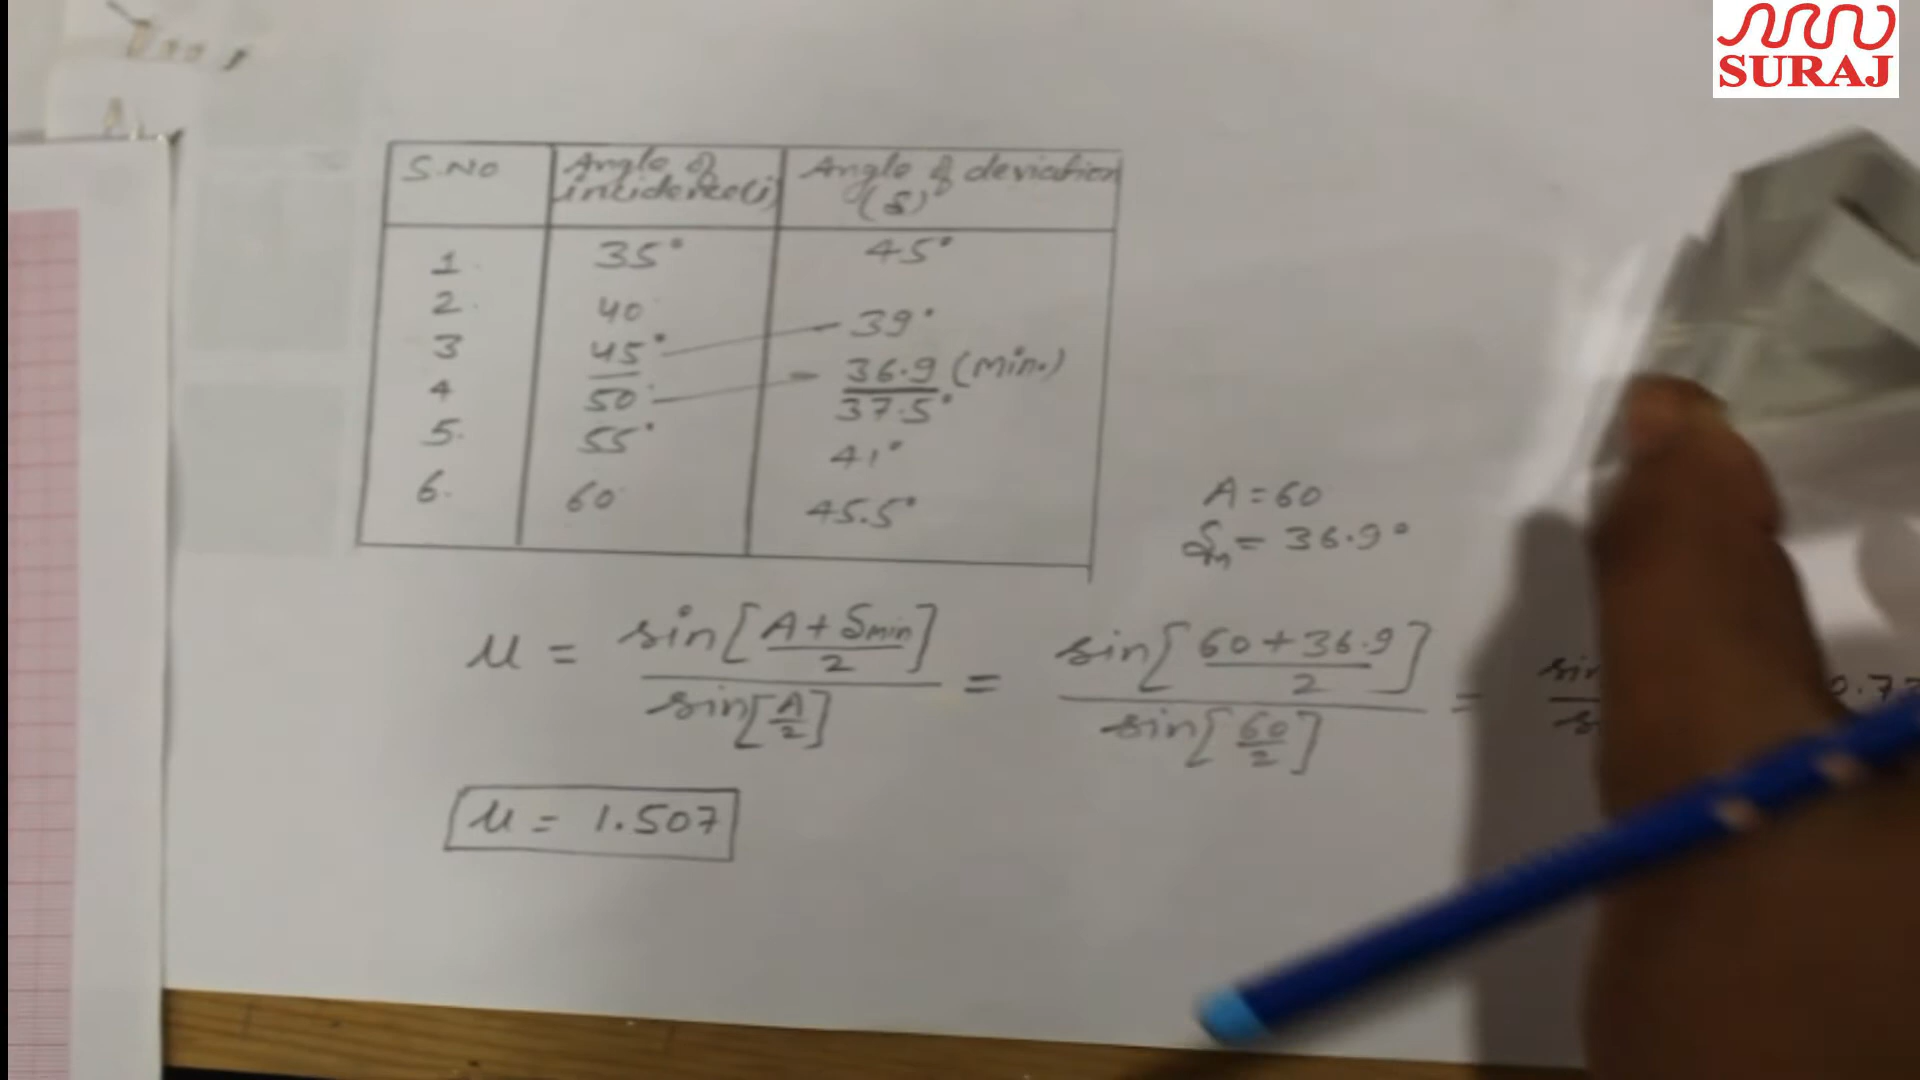 SURAJ
S.No Angle of incidence(i) Angle of deviation (δ)
1. 35° 45°
2. 40 39°
3 45° 36.9 (min.)
4 50 37.5°
5. 55° 41°
6. 60 45.5°
A = 60
δm = 36.9°
μ = sin[A+δmin/2] / sin[A/2] = sin[60+36.9/2] / sin[60/2] =
μ = 1.507